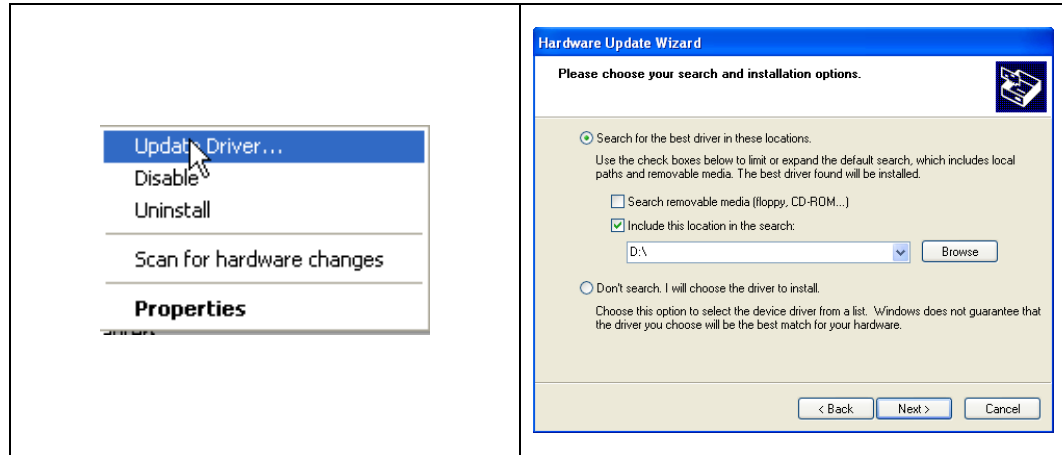 Update Driver...
Disable
Uninstall
Scan for hardware changes
Properties
Hardware Update Wizard
Please choose your search and installation options.
Search for the best driver in these locations.
Use the check boxes below to limit or expand the default search, which includes local
paths and removable media. The best driver found will be installed.
Search removable media (floppy, CD-ROM...)
Include this location in the search:
D:\
Browse
Don't search. I will choose the driver to install.
Choose this option to select the device driver from a list. Windows does not guarantee that
the driver you choose will be the best match for your hardware.
< Back
Next >
Cancel